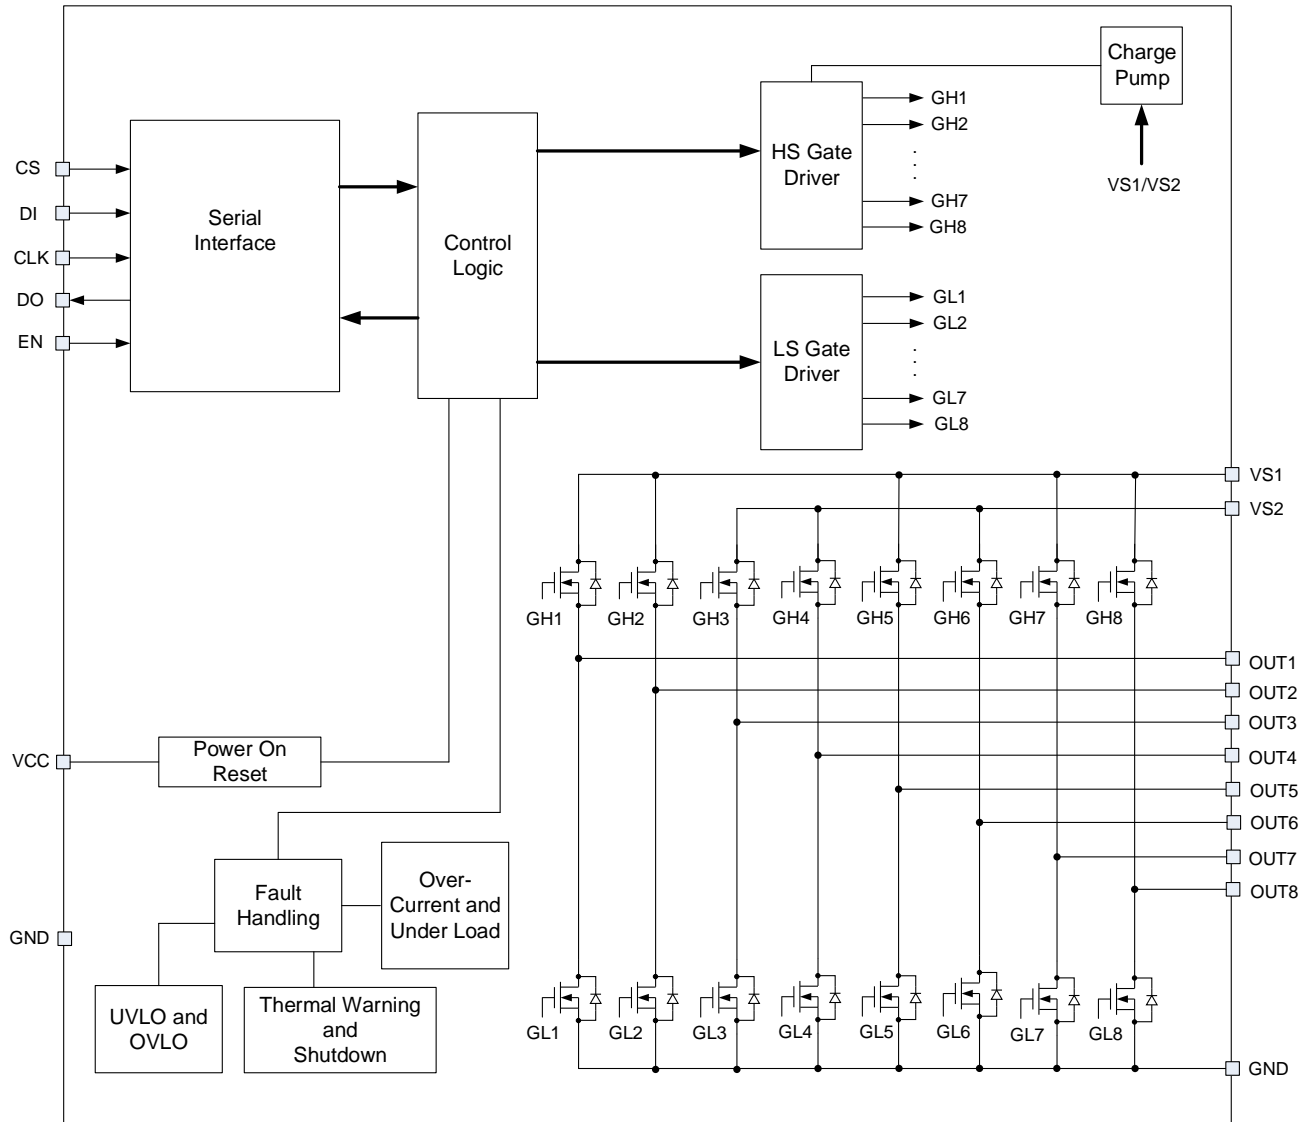 Charge
Pump
VS1/VS2
CS
DI
CLK
DO
EN
Serial
Interface
Control
Logic
HS Gate
Driver
GH1
GH2
GH7
GH8
LS Gate
Driver
GL1
GL2
GL7
GL8
VS1
VS2
GH1
GH2
GH3
GH4
GH5
GH6
GH7
GH8
OUT1
OUT2
OUT3
OUT4
OUT5
OUT6
OUT7
OUT8
VCC
Power On
Reset
Fault
Handling
Over-
Current and
Under Load
GND
UVLO and
OVLO
Thermal Warning
and
Shutdown
GL1
GL2
GL3
GL4
GL5
GL6
GL7
GL8
GND